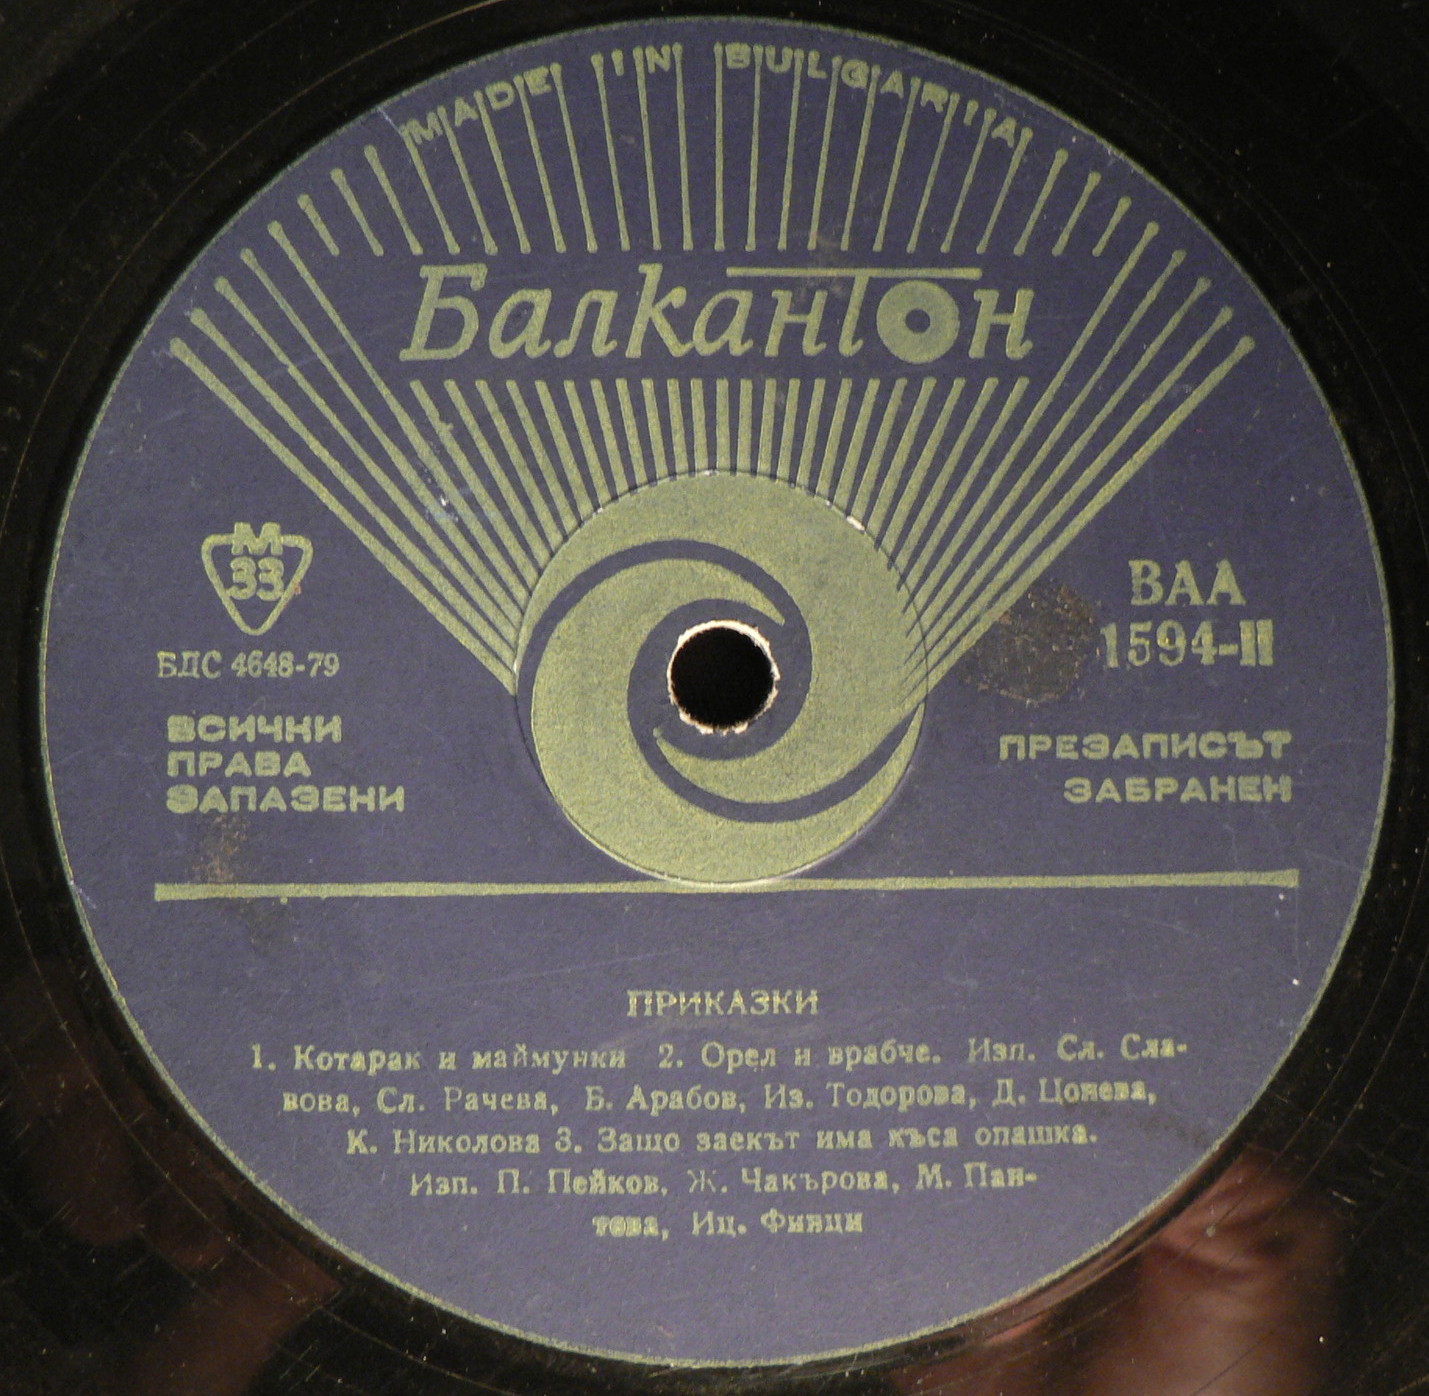 MADE IN BULGARIA
Балкантон
М
33
БДС 4648-79
ВСИЧКИ
ПРАВА
ЗАПАЗЕНИ
ВАА
1594-II
ПРЕЗАПИСЪТ
ЗАБРАНЕН
ПРИКАЗКИ
1. Котарак и маймунки 2. Орел и врабче. Изп. Сл. Сла-
вова, Сл. Рачева, Б. Арабов, Из. Тодорова, Д. Цонева,
К. Николова 3. Защо заекът има къса опашка.
Изп. П. Пейков, Ж. Чакърова, М. Пан-
това, Иц. Финци